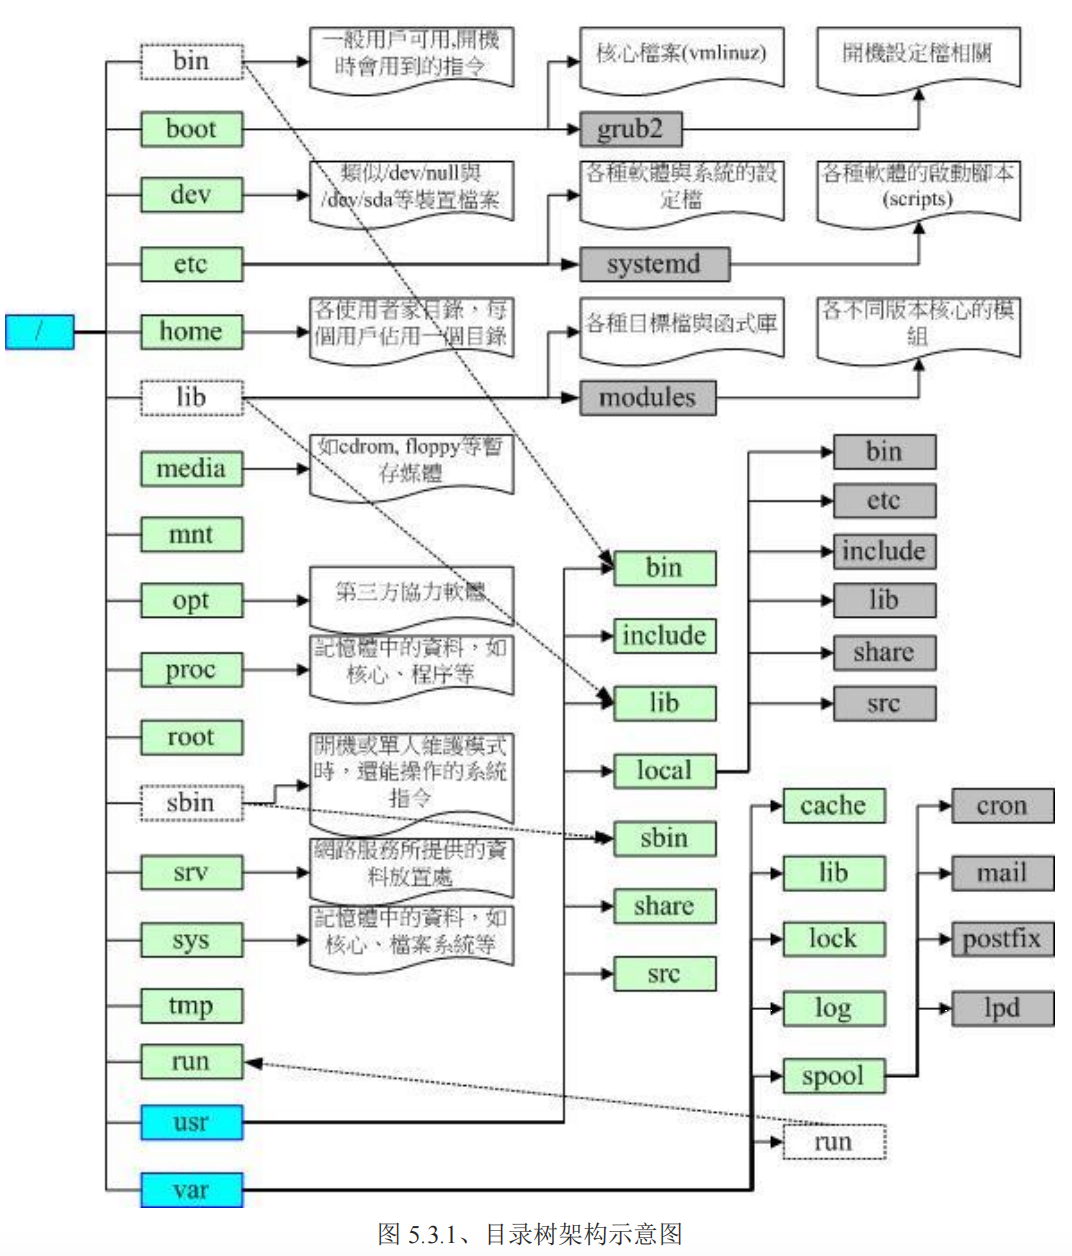 bin
一般用戶可用,開機
時會用到的指令
核心檔案(vmlinuz)
開機設定檔相關
boot
grub2
dev
類似/dev/null與
/dev/sda等裝置檔案
各種軟體與系統的設
定檔
各種軟體的啟動腳本
(scripts)
etc
systemd
/
home
各使用者家目錄，每
個用戶佔用一個目錄
各種目標檔與函式庫
各不同版本核心的模
組
lib
modules
media
如cdrom, floppy等暫
存媒體
bin
etc
mnt
include
bin
opt
第三方協力軟體
lib
include
proc
記憶體中的資料，如
核心、程序等
share
lib
src
root
開機或單人維護模式
時，還能操作的系統
指令
local
sbin
cache
cron
sbin
srv
網路服務所提供的資
料放置處
lib
mail
share
sys
記憶體中的資料，如
核心、檔案系統等
lock
postfix
src
tmp
log
lpd
run
spool
usr
run
var
图 5.3.1、目录树架构示意图